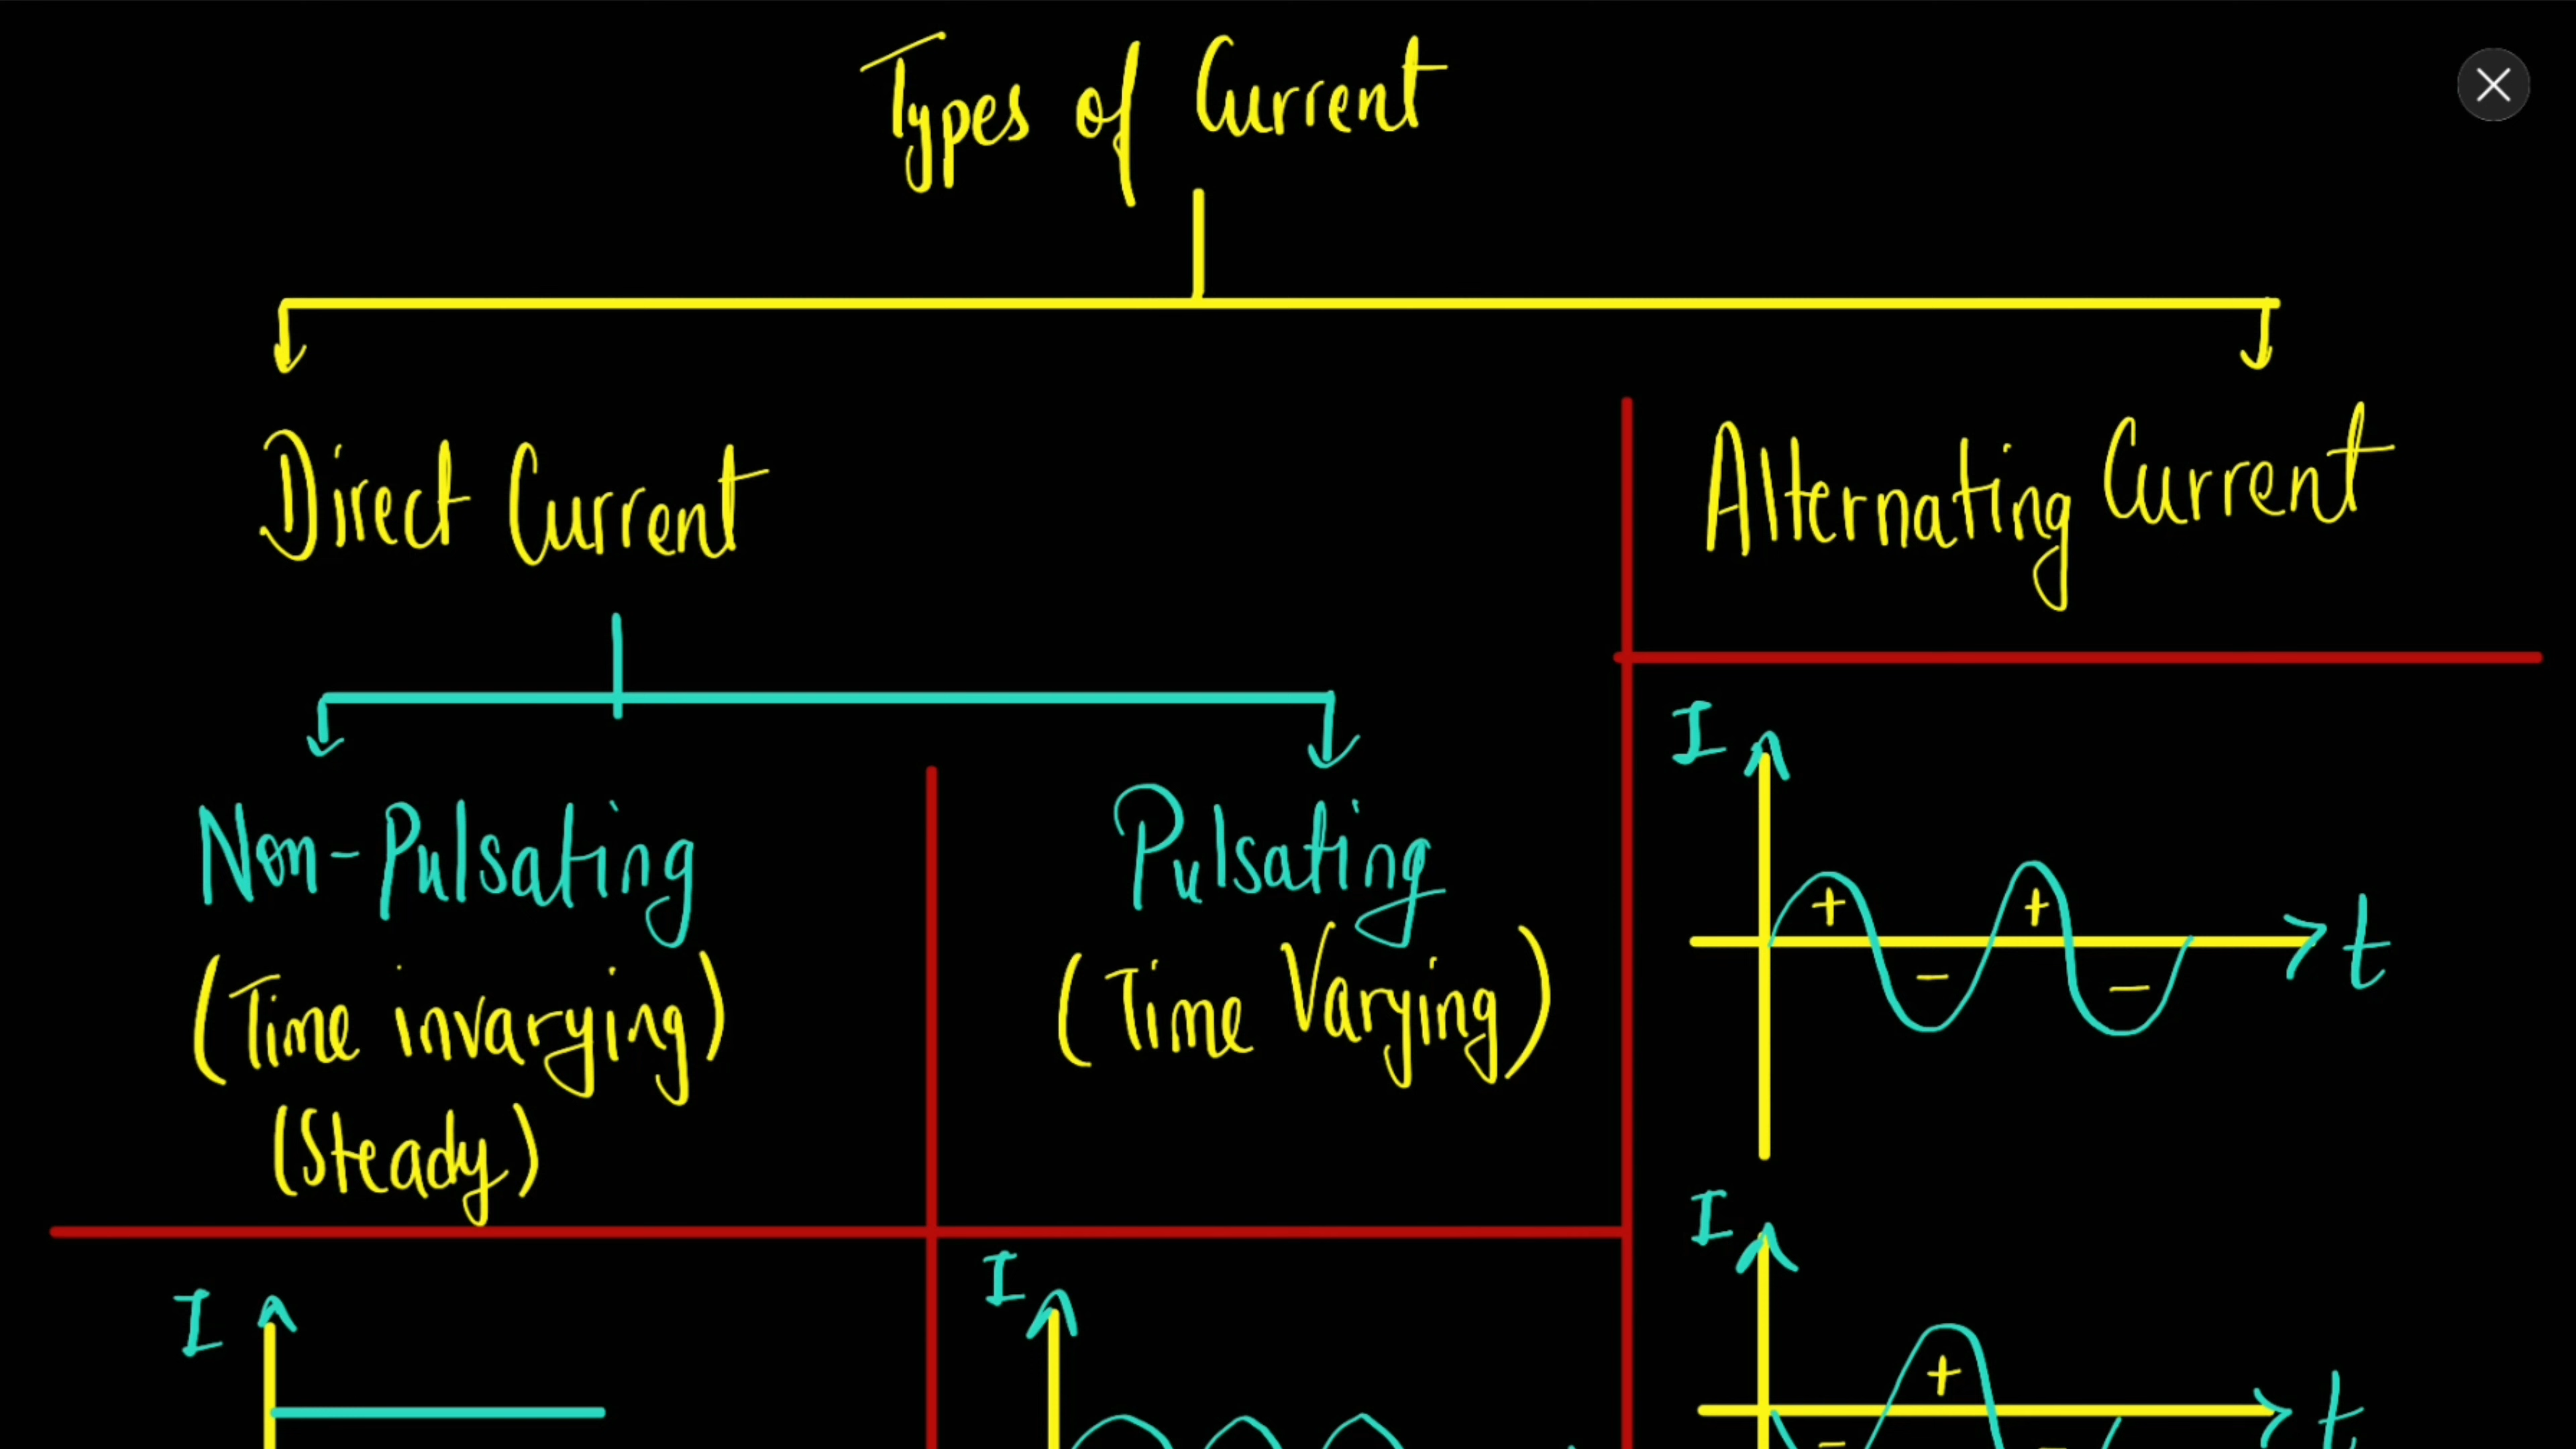 Types of Current
Direct Current
Alternating Current
Non-Pulsating
(Time invarying)
(Steady)
Pulsating
(Time Varying)
I
+
+
-
-
t
I
+
-
-
t
I
I